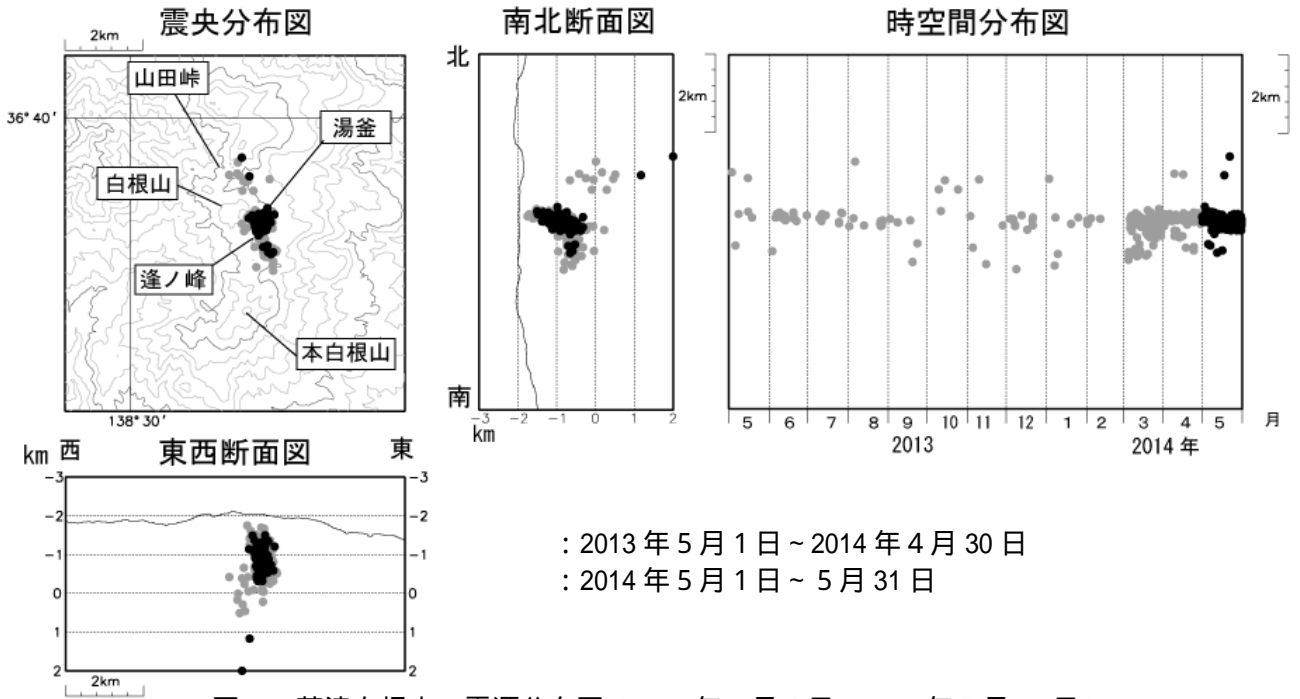 震央分布図
2km
山田峠
36°40′
湯釜
白根山
逢ノ峰
本白根山
138°30′
南北断面図
北
南
-3 -2 -1 0 1 2
km
2km
時空間分布図
2km
5 6 7 8 9 10 11 12 1 2 3 4 5 月
2013 2014 年
km 西 東西断面図 東
-3 -3
-2 -2
-1 -1
0 0
1 1
2 2
2km
：2013 年 5 月 1 日 ~ 2014 年 4 月 30 日
：2014 年 5 月 1 日 ~ 5 月 31 日